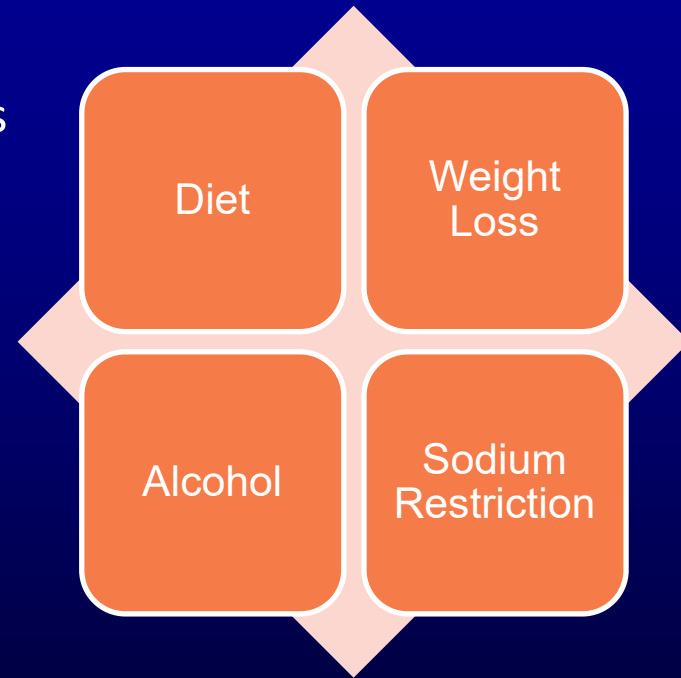 s
Diet
Weight
Loss
Alcohol
Sodium
Restriction